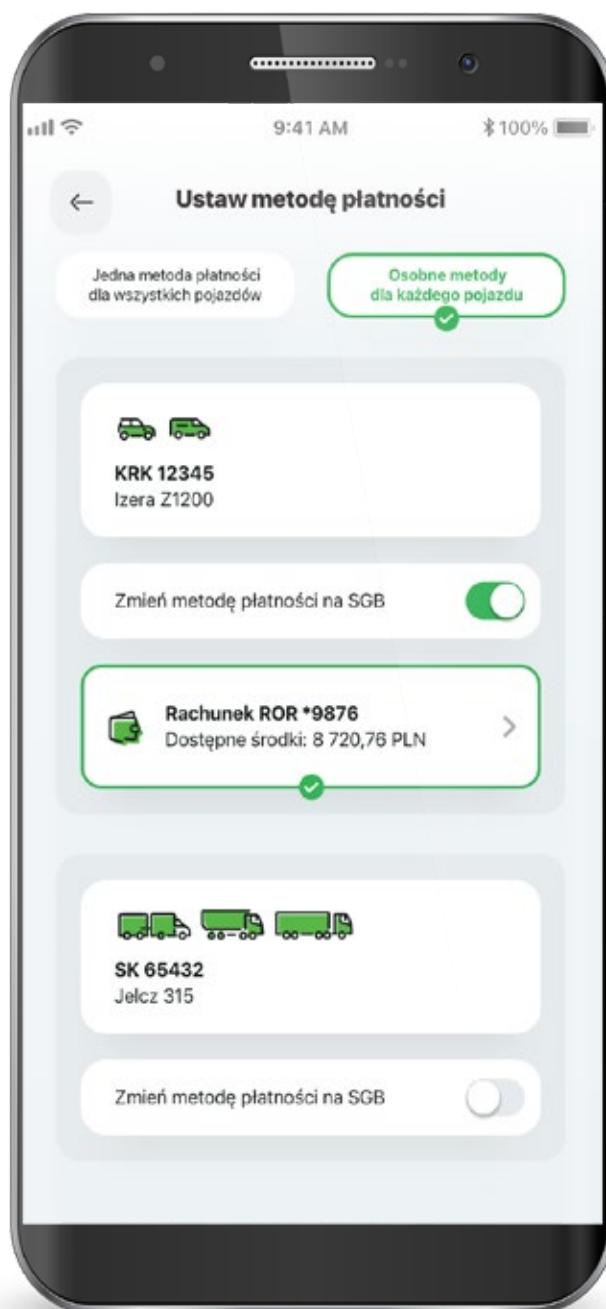 9:41 AM
100%
Ustaw metodę płatności
Jedna metoda płatności
dla wszystkich pojazdów
Osobne metody
dla każdego pojazdu
KRK 12345
Izera Z1200
Zmień metodę płatności na SGB
Rachunek ROR *9876
Dostępne środki: 8 720,76 PLN
SK 65432
Jelcz 315
Zmień metodę płatności na SGB